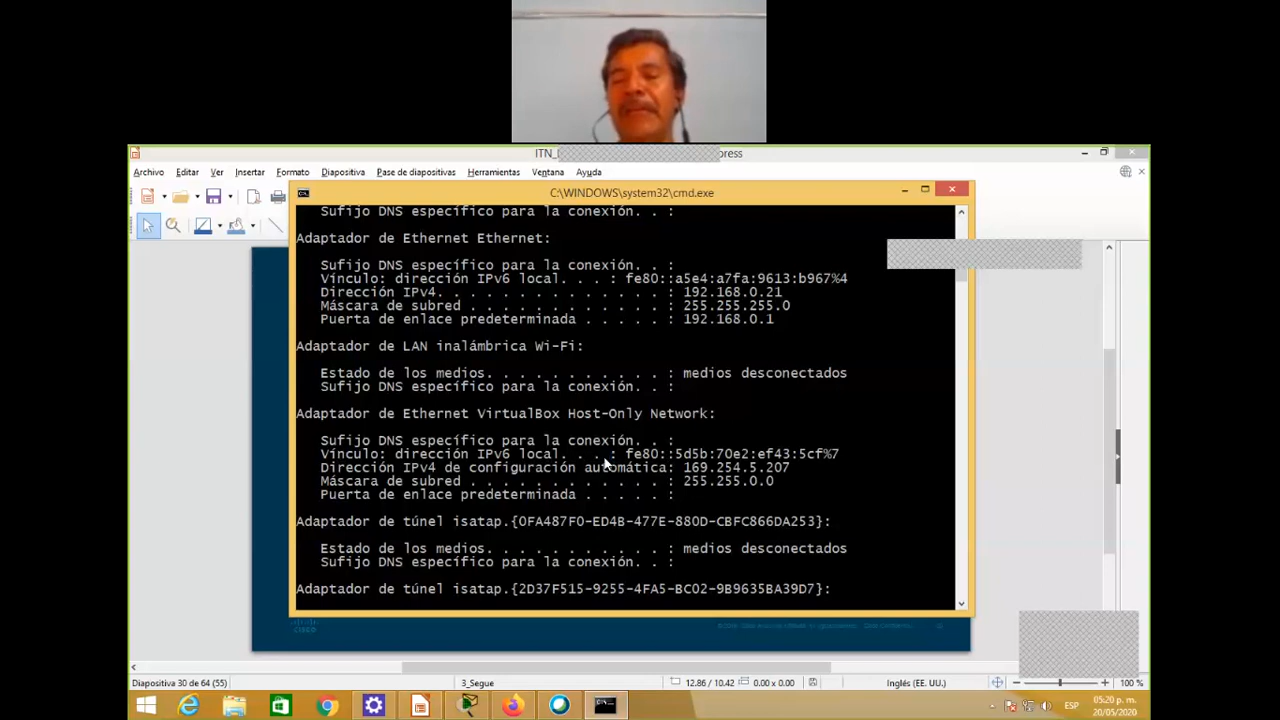 ITN_ press
Archivo Editar Ver Insertar Formato Diapositiva Pase de diapositivas Herramientas Ventana Ayuda
C:\WINDOWS\system32\cmd.exe
Sufijo DNS específico para la conexión. . :
Adaptador de Ethernet Ethernet:
Sufijo DNS específico para la conexión. . :
Vínculo: dirección IPv6 local. . . : fe80::a5e4:a7fa:9613:b967%4
Dirección IPv4. . . . . . . . . . . . . . : 192.168.0.21
Máscara de subred . . . . . . . . . . . . : 255.255.255.0
Puerta de enlace predeterminada . . . . . : 192.168.0.1
Adaptador de LAN inalámbrica Wi-Fi:
Estado de los medios. . . . . . . . . . . : medios desconectados
Sufijo DNS específico para la conexión. . :
Adaptador de Ethernet VirtualBox Host-Only Network:
Sufijo DNS específico para la conexión. . :
Vínculo: dirección IPv6 local. . . : fe80::5d5b:70e2:ef43:5cf%7
Dirección IPv4 de configuración automática: 169.254.5.207
Máscara de subred . . . . . . . . . . . . : 255.255.0.0
Puerta de enlace predeterminada . . . . . :
Adaptador de túnel isatap.{0FA487F0-ED4B-477E-880D-CBFC866DA253}:
Estado de los medios. . . . . . . . . . . : medios desconectados
Sufijo DNS específico para la conexión. . :
Adaptador de túnel isatap.{2D37F515-9255-4FA5-BC02-9B9635BA39D7}:
CISCO
Diapositiva 30 de 64 (55) 3_Segue 12.86 / 10.42 0.00 x 0.00 Inglés (EE. UU.) 100 %
ESP 05:20 p. m.
20/05/2020